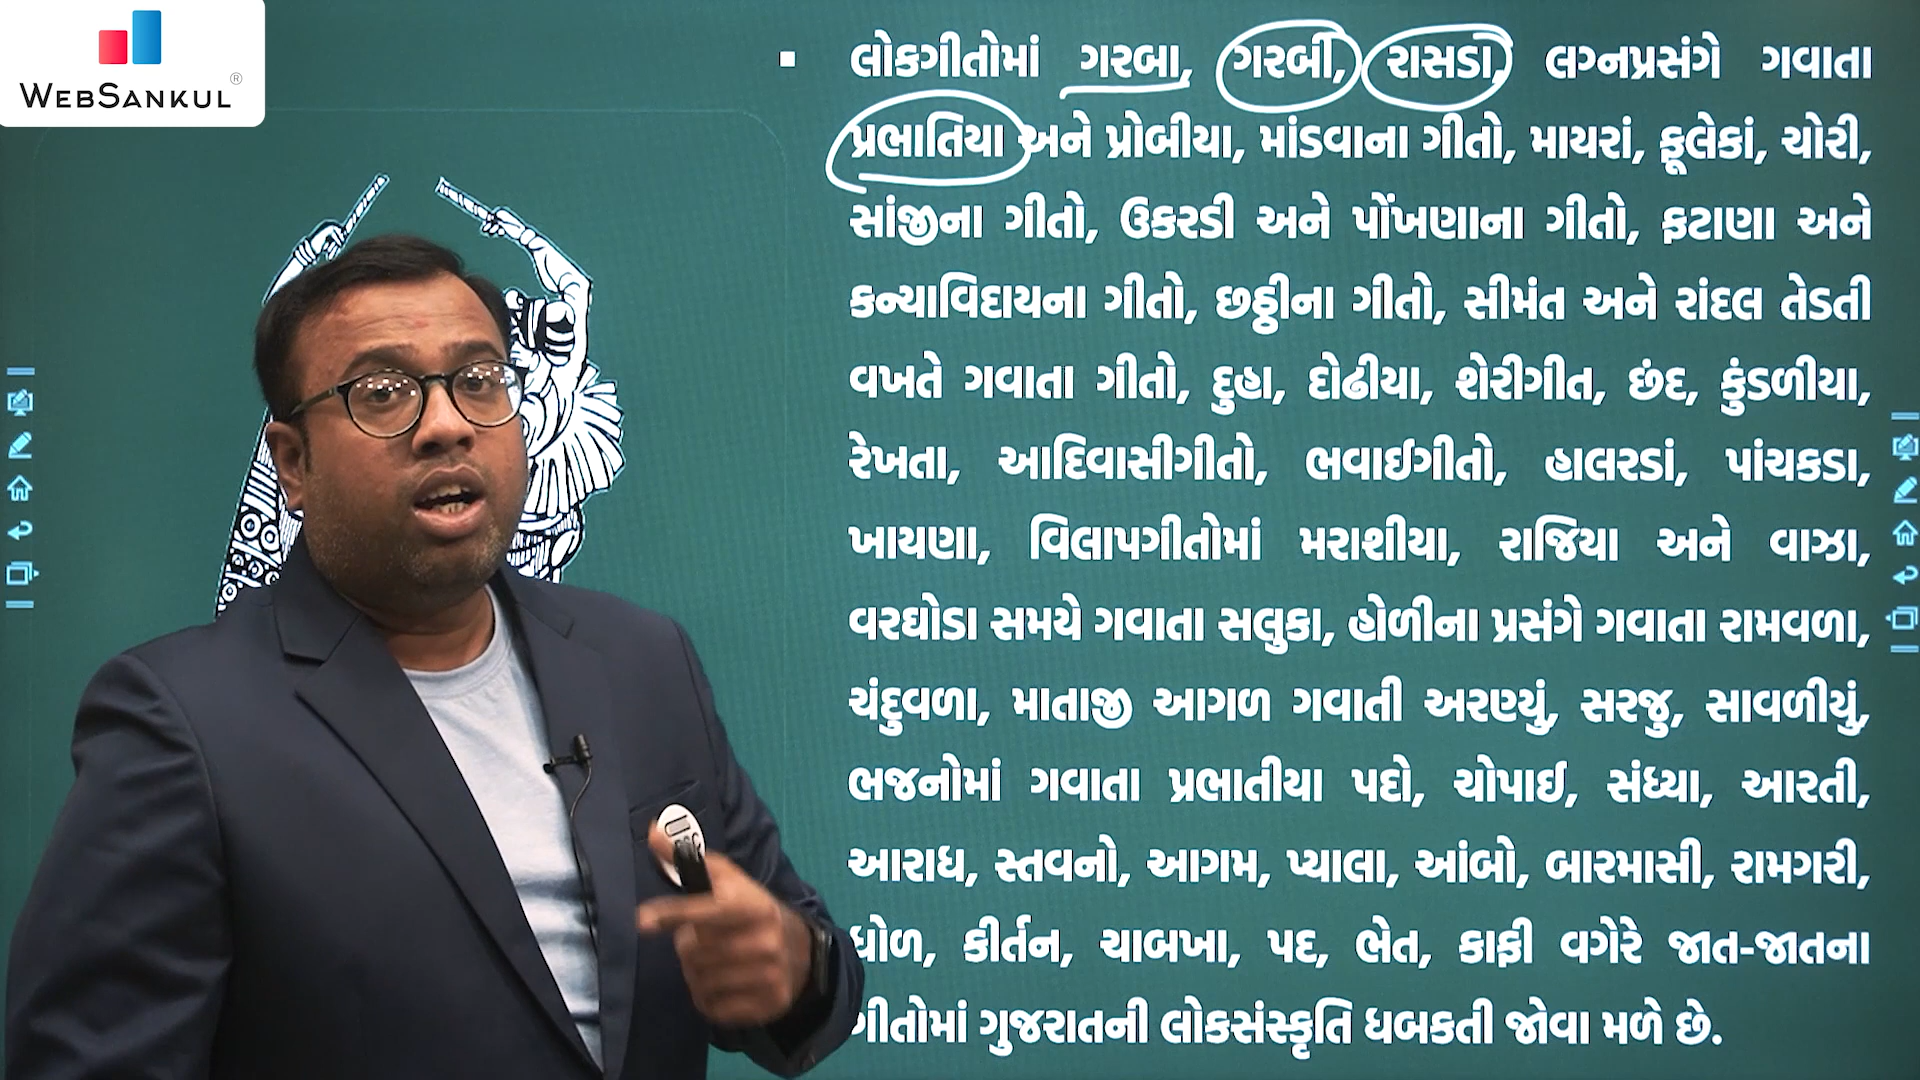 WEBSANKUL®
લોકગીતોમાં ગરબા, ગરબી, રાસડા, લગ્નપ્રસંગે ગવાતા
પ્રભાતિયા અને પ્રોબીયા, માંડવાના ગીતો, માયરાં, ફૂલેકાં, ચોરી,
સાંજીના ગીતો, ઉકરડી અને પોંખણાના ગીતો, ફટાણા અને
કન્યાવિદાયના ગીતો, છઠ્ઠીના ગીતો, સીમંત અને રાંદલ તેડતી
વખતે ગવાતા ગીતો, દુહા, દોઢીયા, શેરીગીત, છંદ, કુંડળીયા,
રેખતા, આદિવાસીગીતો, ભવાઈગીતો, હાલરડાં, પાંચકડા,
ખાયણા, વિલાપગીતોમાં મરાશીયા, રાજિયા અને વાઝા,
વરઘોડા સમયે ગવાતા સલુકા, હોળીના પ્રસંગે ગવાતા રામવળા,
ચંદુવળા, માતાજી આગળ ગવાતી અરણ્યું, સરજુ, સાવળીયું,
ભજનોમાં ગવાતા પ્રભાતીયા પદો, ચોપાઈ, સંધ્યા, આરતી,
આરાધ, સ્તવનો, આગમ, પ્યાલા, આંબો, બારમાસી, રામગરી,
ધોળ, કીર્તન, ચાબખા, પદ, ભેત, કાફી વગેરે જાત-જાતના
ગીતોમાં ગુજરાતની લોકસંસ્કૃતિ ધબકતી જોવા મળે છે.